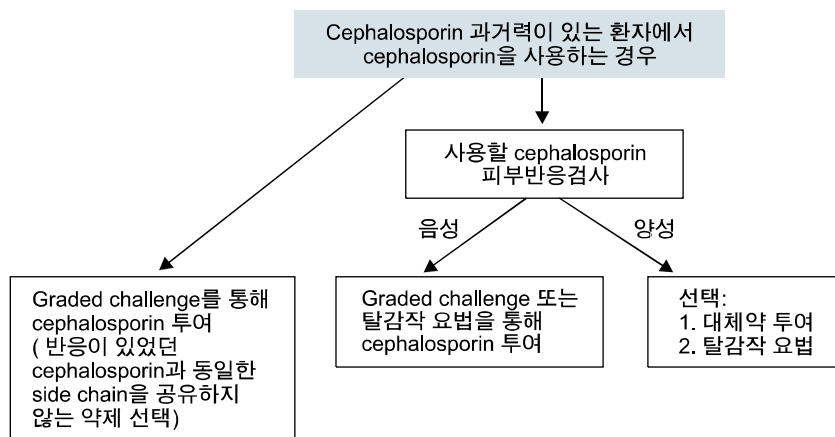 Cephalosporin 과거력이 있는 환자에서
cephalosporin을 사용하는 경우
사용할 cephalosporin
피부반응검사
음성
양성
Graded challenge를 통해
cephalosporin 투여
( 반응이 있었던
cephalosporin과 동일한
side chain을 공유하지
않는 약제 선택)
Graded challenge 또는
탈감작 요법을 통해
cephalosporin 투여
선택:
1. 대체약 투여
2. 탈감작 요법